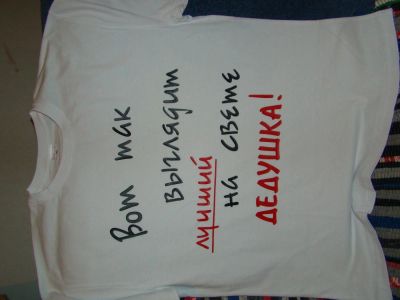 Вот так
выглядит
лучший
на свете
ДЕДУШКА!